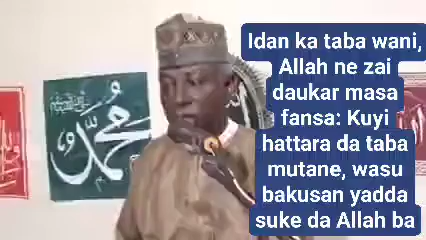 Idan ka taba wani,
Allah ne zai
daukar masa
fansa: Kuyi
hattara da taba
mutane, wasu
bakusan yadda
suke da Allah ba
محمد